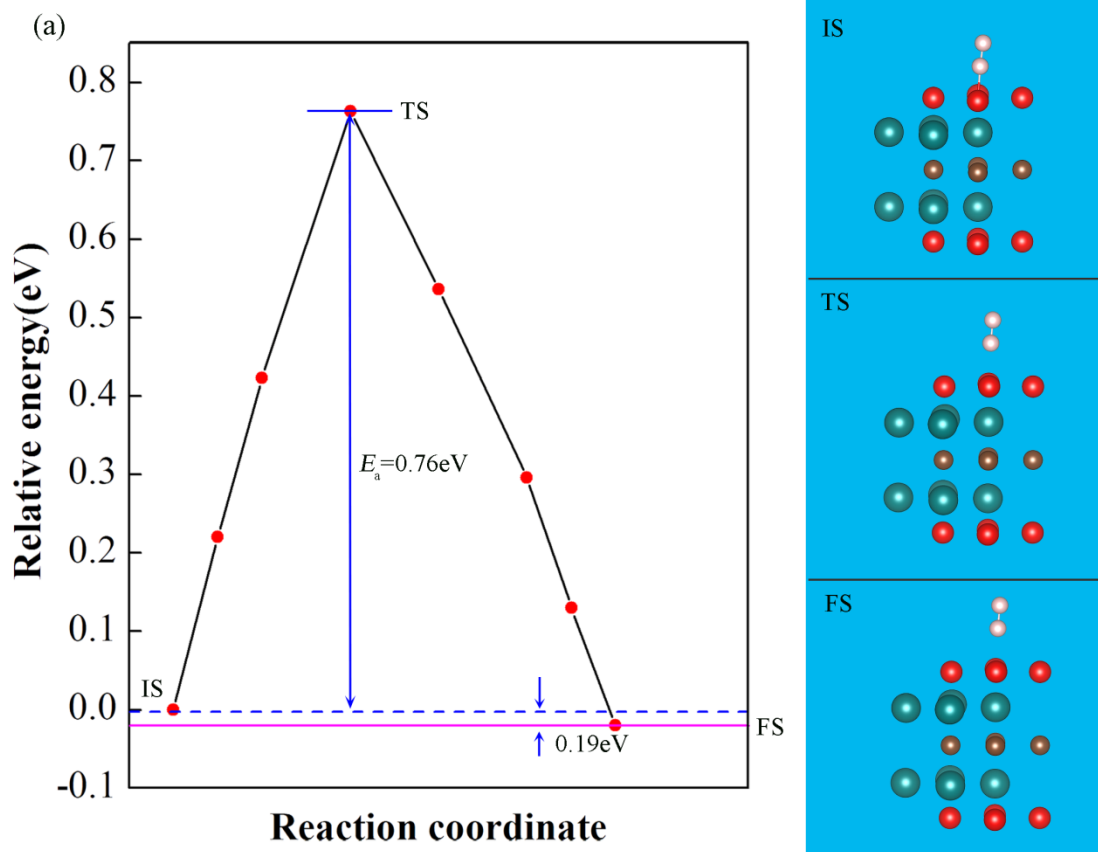 (a)
Relative energy(eV)
0.8
0.7
0.6
0.5
0.4
0.3
0.2
0.1
0.0
-0.1
TS
Ea=0.76eV
IS
FS
0.19eV
Reaction coordinate
IS
TS
FS